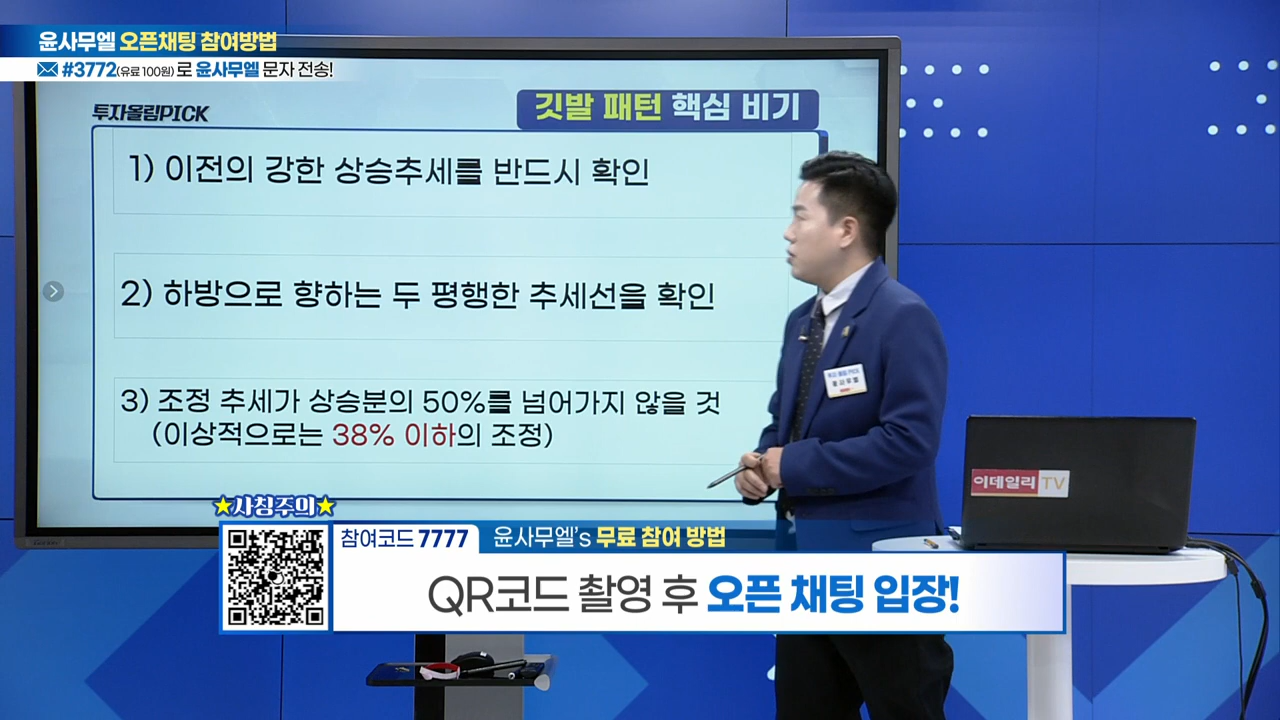 윤사무엘 오픈채팅 참여방법
#3772(유료 100원)로 윤사무엘 문자 전송!
투자올림PICK
깃발 패턴 핵심 비기
1) 이전의 강한 상승추세를 반드시 확인
2) 하방으로 향하는 두 평행한 추세선을 확인
3) 조정 추세가 상승분의 50%를 넘어가지 않을 것
(이상적으로는 38% 이하의 조정)
윤사무엘
이데일리TV
★사칭주의★
참여코드 7777
윤사무엘's 무료 참여 방법
QR코드 촬영 후 오픈 채팅 입장!